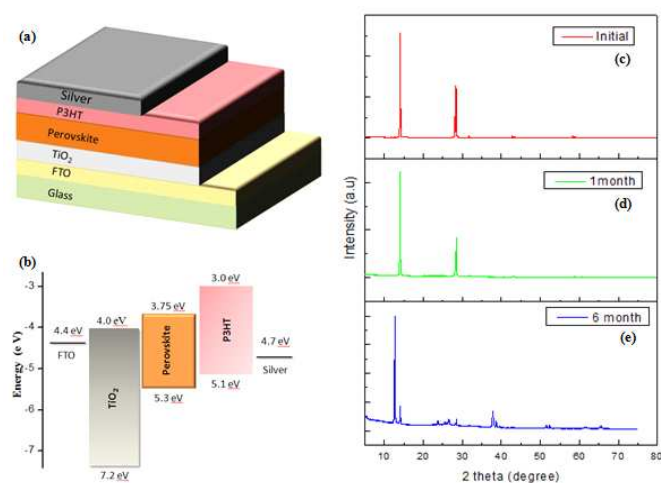 (a)
Silver
P3HT
Perovskite
TiO₂
FTO
Glass
(b)
Energy (e V)
-3
-4
-5
-6
-7
4.4 eV
FTO
4.0 eV
TiO₂
7.2 eV
3.75 eV
Perovskite
5.3 eV
3.0 eV
P3HT
5.1 eV
4.7 eV
Silver
Initial
(c)
1month
(d)
6 month
(e)
Intensity (a.u)
10 20 30 40 50 60 70 80
2 theta (degree)